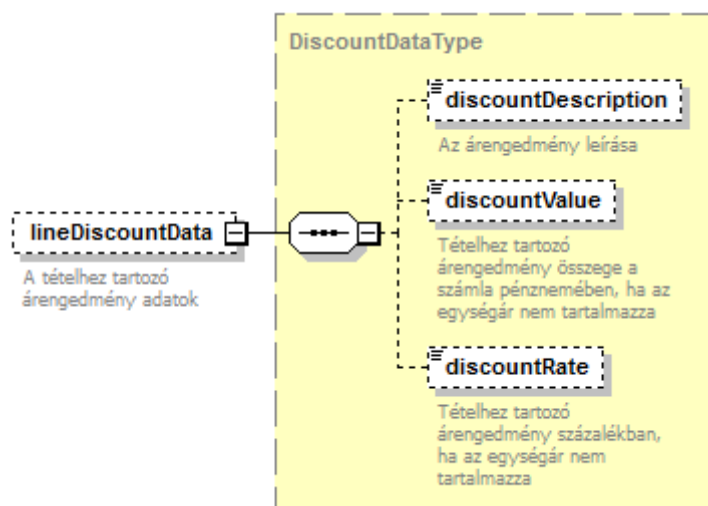 DiscountDataType
discountDescription
Az árengedmény leírása
discountValue
Tételhez tartozó
árengedmény összege a
számla pénznemében, ha az
egységár nem tartalmazza
lineDiscountData
A tételhez tartozó
árengedmény adatok
discountRate
Tételhez tartozó
árengedmény százalékban,
ha az egységár nem
tartalmazza